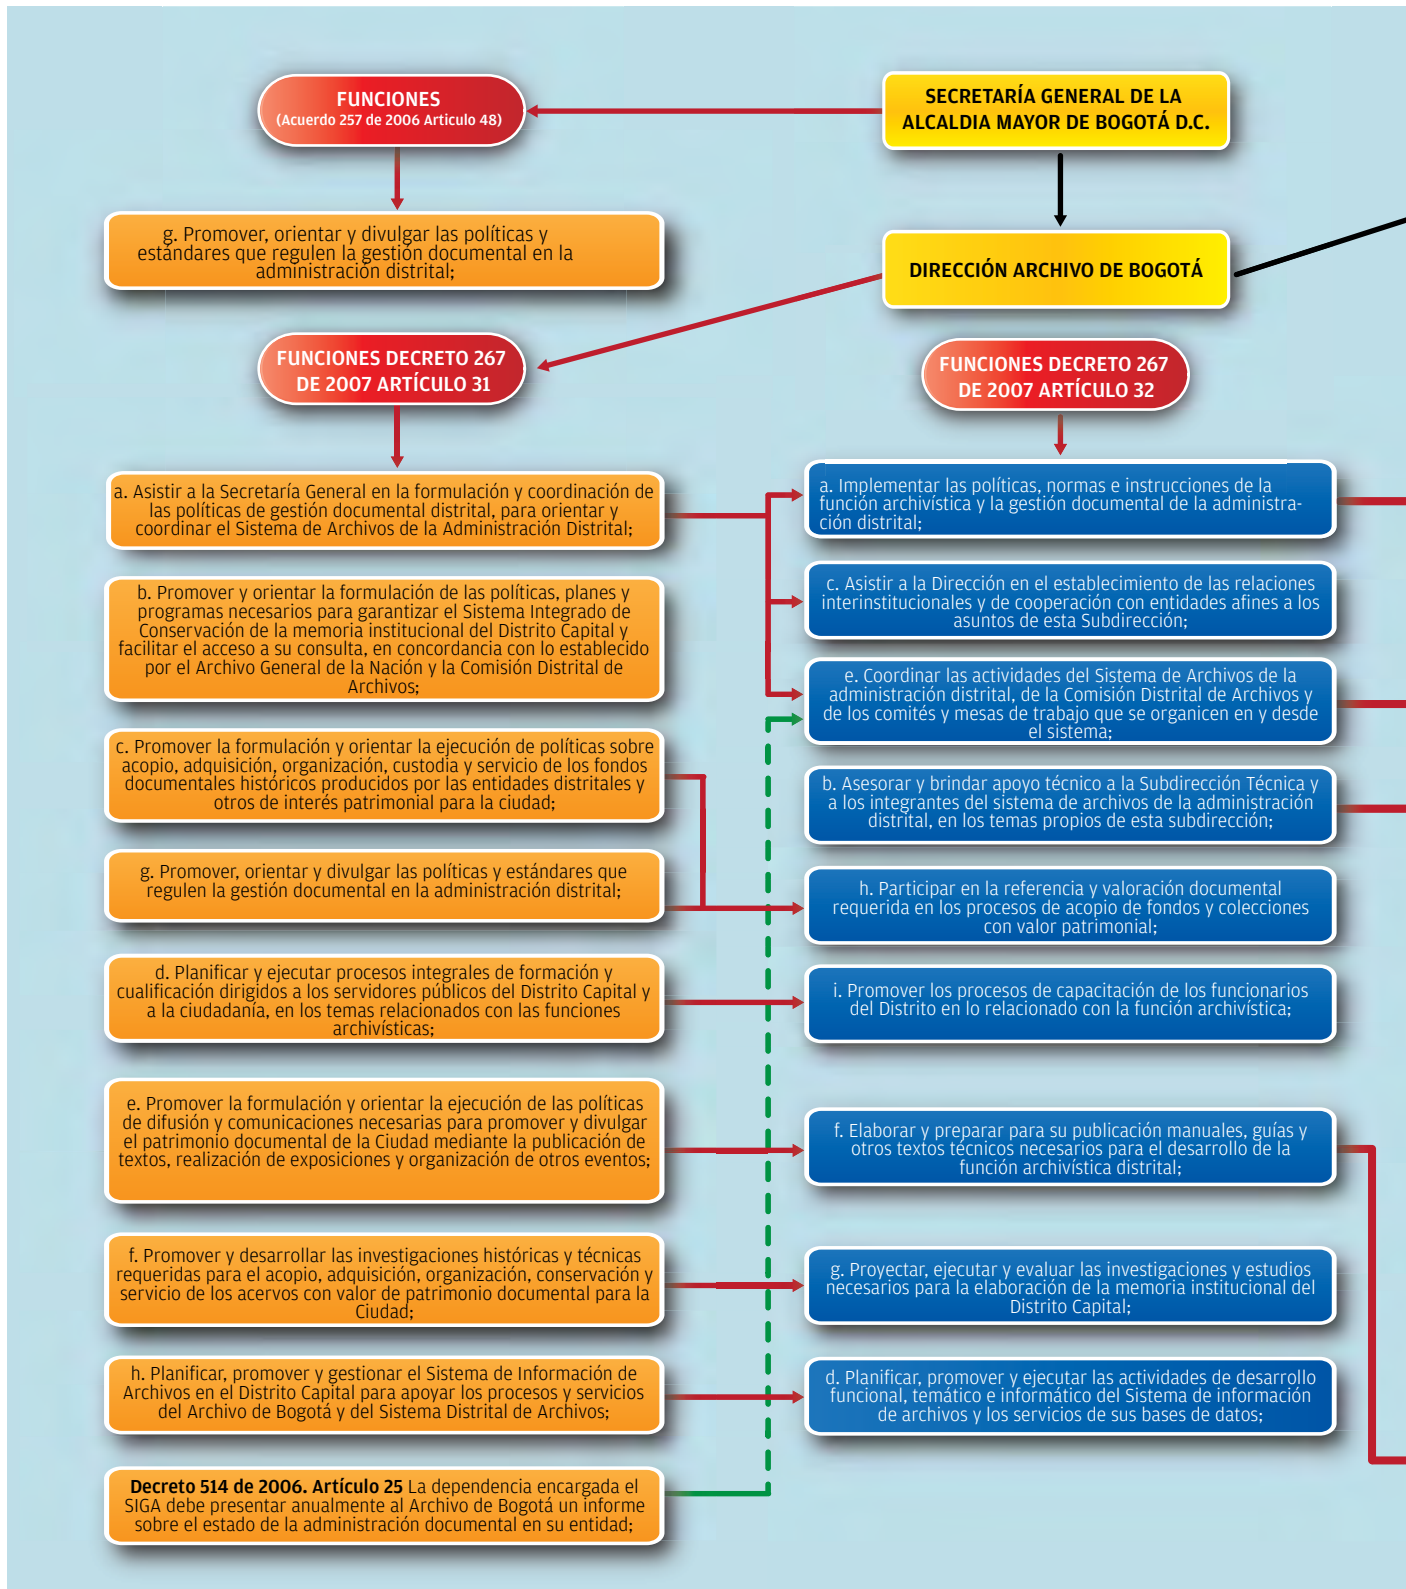 FUNCIONES
(Acuerdo 257 de 2006 Articulo 48)
SECRETARÍA GENERAL DE LA
ALCALDIA MAYOR DE BOGOTÁ D.C.
g. Promover, orientar y divulgar las políticas y
estándares que regulen la gestión documental en la
administración distrital;
DIRECCIÓN ARCHIVO DE BOGOTÁ
FUNCIONES DECRETO 267
DE 2007 ARTÍCULO 31
FUNCIONES DECRETO 267
DE 2007 ARTÍCULO 32
a. Asistir a la Secretaría General en la formulación y coordinación de
las políticas de gestión documental distrital, para orientar y
coordinar el Sistema de Archivos de la Administración Distrital;
b. Promover y orientar la formulación de las políticas, planes y
programas necesarios para garantizar el Sistema Integrado de
Conservación de la memoria institucional del Distrito Capital y
facilitar el acceso a su consulta, en concordancia con lo establecido
por el Archivo General de la Nación y la Comisión Distrital de
Archivos;
c. Promover la formulación y orientar la ejecución de políticas sobre
acopio, adquisición, organización, custodia y servicio de los fondos
documentales históricos producidos por las entidades distritales y
otros de interés patrimonial para la ciudad;
g. Promover, orientar y divulgar las políticas y estándares que
regulen la gestión documental en la administración distrital;
d. Planificar y ejecutar procesos integrales de formación y
cualificación dirigidos a los servidores públicos del Distrito Capital y
a la ciudadanía, en los temas relacionados con las funciones
archivísticas;
e. Promover la formulación y orientar la ejecución de las políticas
de difusión y comunicaciones necesarias para promover y divulgar
el patrimonio documental de la Ciudad mediante la publicación de
textos, realización de exposiciones y organización de otros eventos;
f. Promover y desarrollar las investigaciones históricas y técnicas
requeridas para el acopio, adquisición, organización, conservación y
servicio de los acervos con valor de patrimonio documental para la
Ciudad;
h. Planificar, promover y gestionar el Sistema de Información de
Archivos en el Distrito Capital para apoyar los procesos y servicios
del Archivo de Bogotá y del Sistema Distrital de Archivos;
Decreto 514 de 2006. Artículo 25 La dependencia encargada el
SIGA debe presentar anualmente al Archivo de Bogotá un informe
sobre el estado de la administración documental en su entidad;
a. Implementar las políticas, normas e instrucciones de la
función archivística y la gestión documental de la administra-
ción distrital;
c. Asistir a la Dirección en el establecimiento de las relaciones
interinstitucionales y de cooperación con entidades afines a los
asuntos de esta Subdirección;
e. Coordinar las actividades del Sistema de Archivos de la
administración distrital, de la Comisión Distrital de Archivos y
de los comités y mesas de trabajo que se organicen en y desde
el sistema;
b. Asesorar y brindar apoyo técnico a la Subdirección Técnica y
a los integrantes del sistema de archivos de la administración
distrital, en los temas propios de esta subdirección;
h. Participar en la referencia y valoración documental
requerida en los procesos de acopio de fondos y colecciones
con valor patrimonial;
i. Promover los procesos de capacitación de los funcionarios
del Distrito en lo relacionado con la función archivística;
f. Elaborar y preparar para su publicación manuales, guías y
otros textos técnicos necesarios para el desarrollo de la
función archivística distrital;
g. Proyectar, ejecutar y evaluar las investigaciones y estudios
necesarios para la elaboración de la memoria institucional del
Distrito Capital;
d. Planificar, promover y ejecutar las actividades de desarrollo
funcional, temático e informático del Sistema de información
de archivos y los servicios de sus bases de datos;